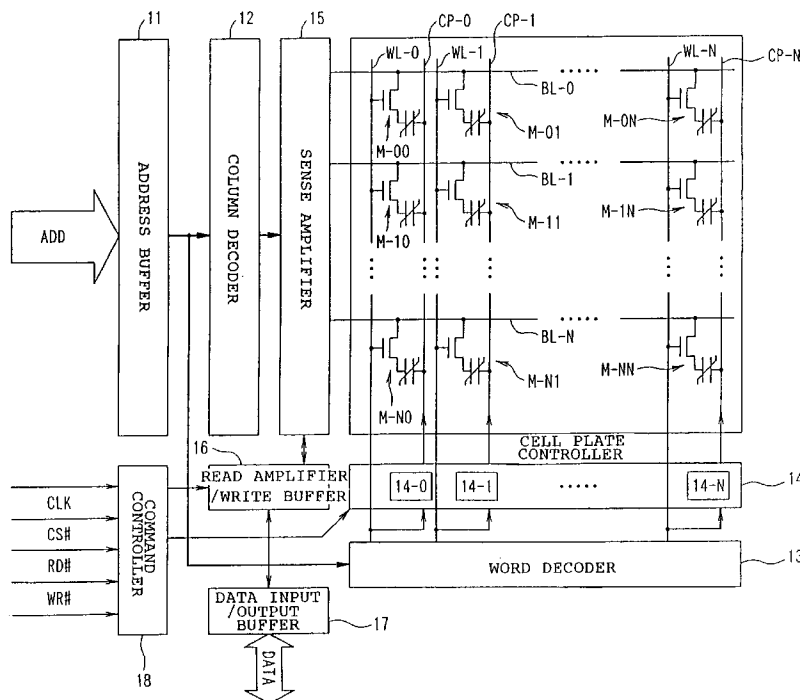 11
12
15
CP-0
CP-1
WL-0
WL-1
WL-N
CP-N
BL-0
M-00
M-01
M-0N
BL-1
M-10
M-11
M-1N
BL-N
M-N0
M-N1
M-NN
ADD
ADDRESS BUFFER
COLUMN DECODER
SENSE AMPLIFIER
CELL PLATE
CONTROLLER
16
READ AMPLIFIER
/WRITE BUFFER
14-0
14-1
14-N
14
CLK
CS#
RD#
WR#
COMMAND
CONTROLLER
18
WORD DECODER
13
DATA INPUT
/OUTPUT
BUFFER
17
DATA